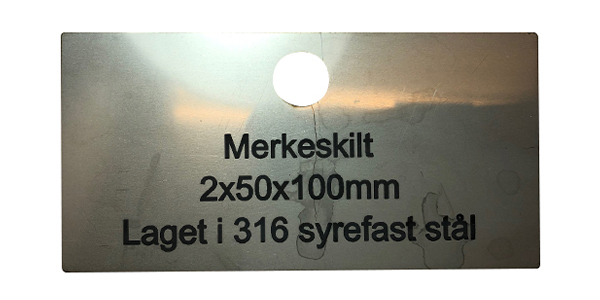 Merkeskilt
2x50x100mm
Laget i 316 syrefast stål